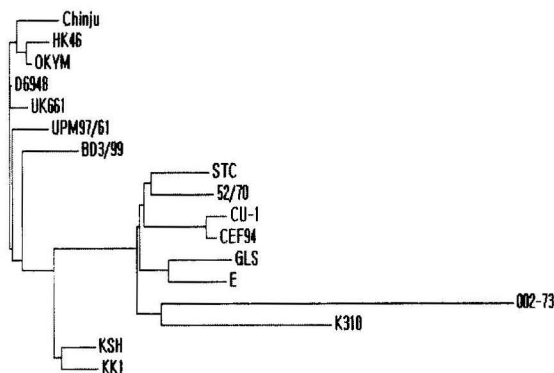 Chinju
HK46
OKYM
D6948
UK661
UPM97/61
BD3/99
STC
52/70
CU-1
CEF94
GLS
E
002-73
K310
KSH
KK1